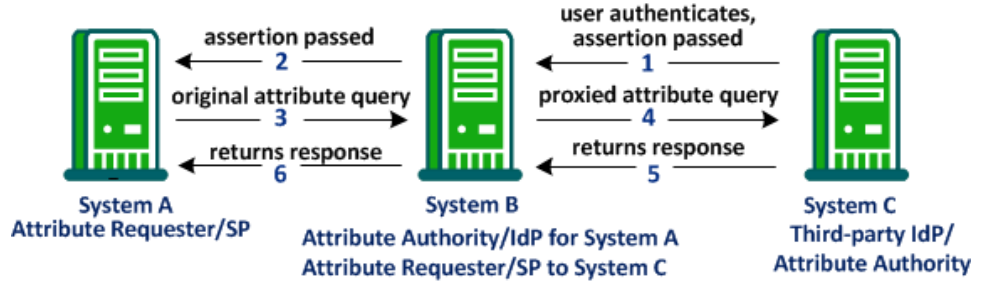 user authenticates,
assertion passed
1
assertion passed
2
original attribute query
3
proxied attribute query
4
returns response
5
returns response
6
System A
Attribute Requester/SP
System B
Attribute Authority/IdP for System A
Attribute Requester/SP to System C
System C
Third-party IdP/
Attribute Authority